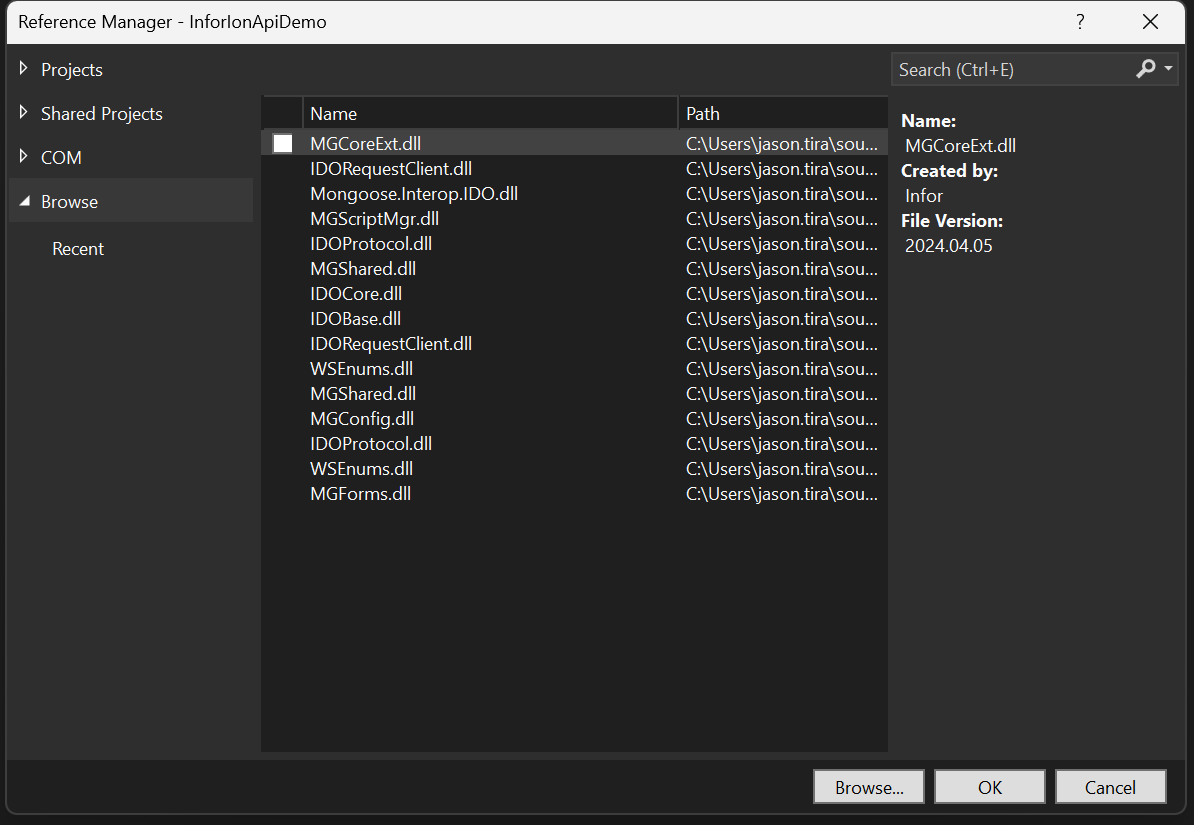 Reference Manager - InforIonApiDemo
?
Projects
Shared Projects
COM
Browse
Recent
Search (Ctrl+E)
Name Path
MGCoreExt.dll C:\Users\jason.tira\sou...
IDORequestClient.dll C:\Users\jason.tira\sou...
Mongoose.Interop.IDO.dll C:\Users\jason.tira\sou...
MGScriptMgr.dll C:\Users\jason.tira\sou...
IDOProtocol.dll C:\Users\jason.tira\sou...
MGShared.dll C:\Users\jason.tira\sou...
IDOCore.dll C:\Users\jason.tira\sou...
IDOBase.dll C:\Users\jason.tira\sou...
IDORequestClient.dll C:\Users\jason.tira\sou...
WSEnums.dll C:\Users\jason.tira\sou...
MGShared.dll C:\Users\jason.tira\sou...
MGConfig.dll C:\Users\jason.tira\sou...
IDOProtocol.dll C:\Users\jason.tira\sou...
WSEnums.dll C:\Users\jason.tira\sou...
MGForms.dll C:\Users\jason.tira\sou...
Name:
MGCoreExt.dll
Created by:
Infor
File Version:
2024.04.05
Browse... OK Cancel